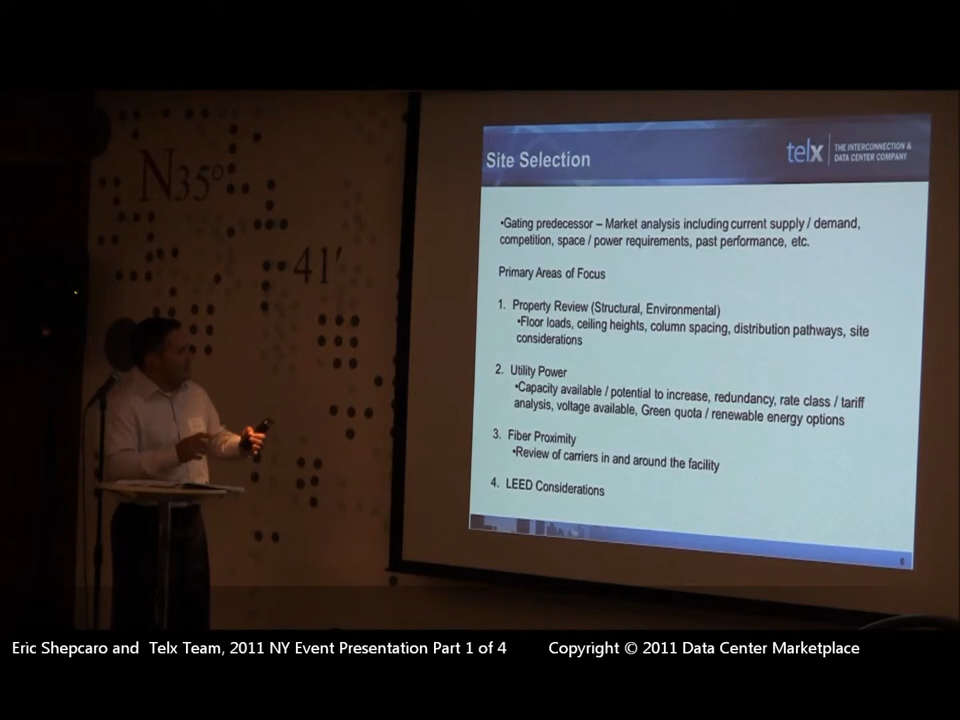 N35°
41′
Site Selection
telx
THE INTERCONNECTION &
DATA CENTER COMPANY
•Gating predecessor – Market analysis including current supply / demand,
competition, space / power requirements, past performance, etc.
Primary Areas of Focus
1. Property Review (Structural, Environmental)
•Floor loads, ceiling heights, column spacing, distribution pathways, site
considerations
2. Utility Power
•Capacity available / potential to increase, redundancy, rate class / tariff
analysis, voltage available, Green quota / renewable energy options
3. Fiber Proximity
•Review of carriers in and around the facility
4. LEED Considerations
6
Eric Shepcaro and Telx Team, 2011 NY Event Presentation Part 1 of 4
Copyright © 2011 Data Center Marketplace